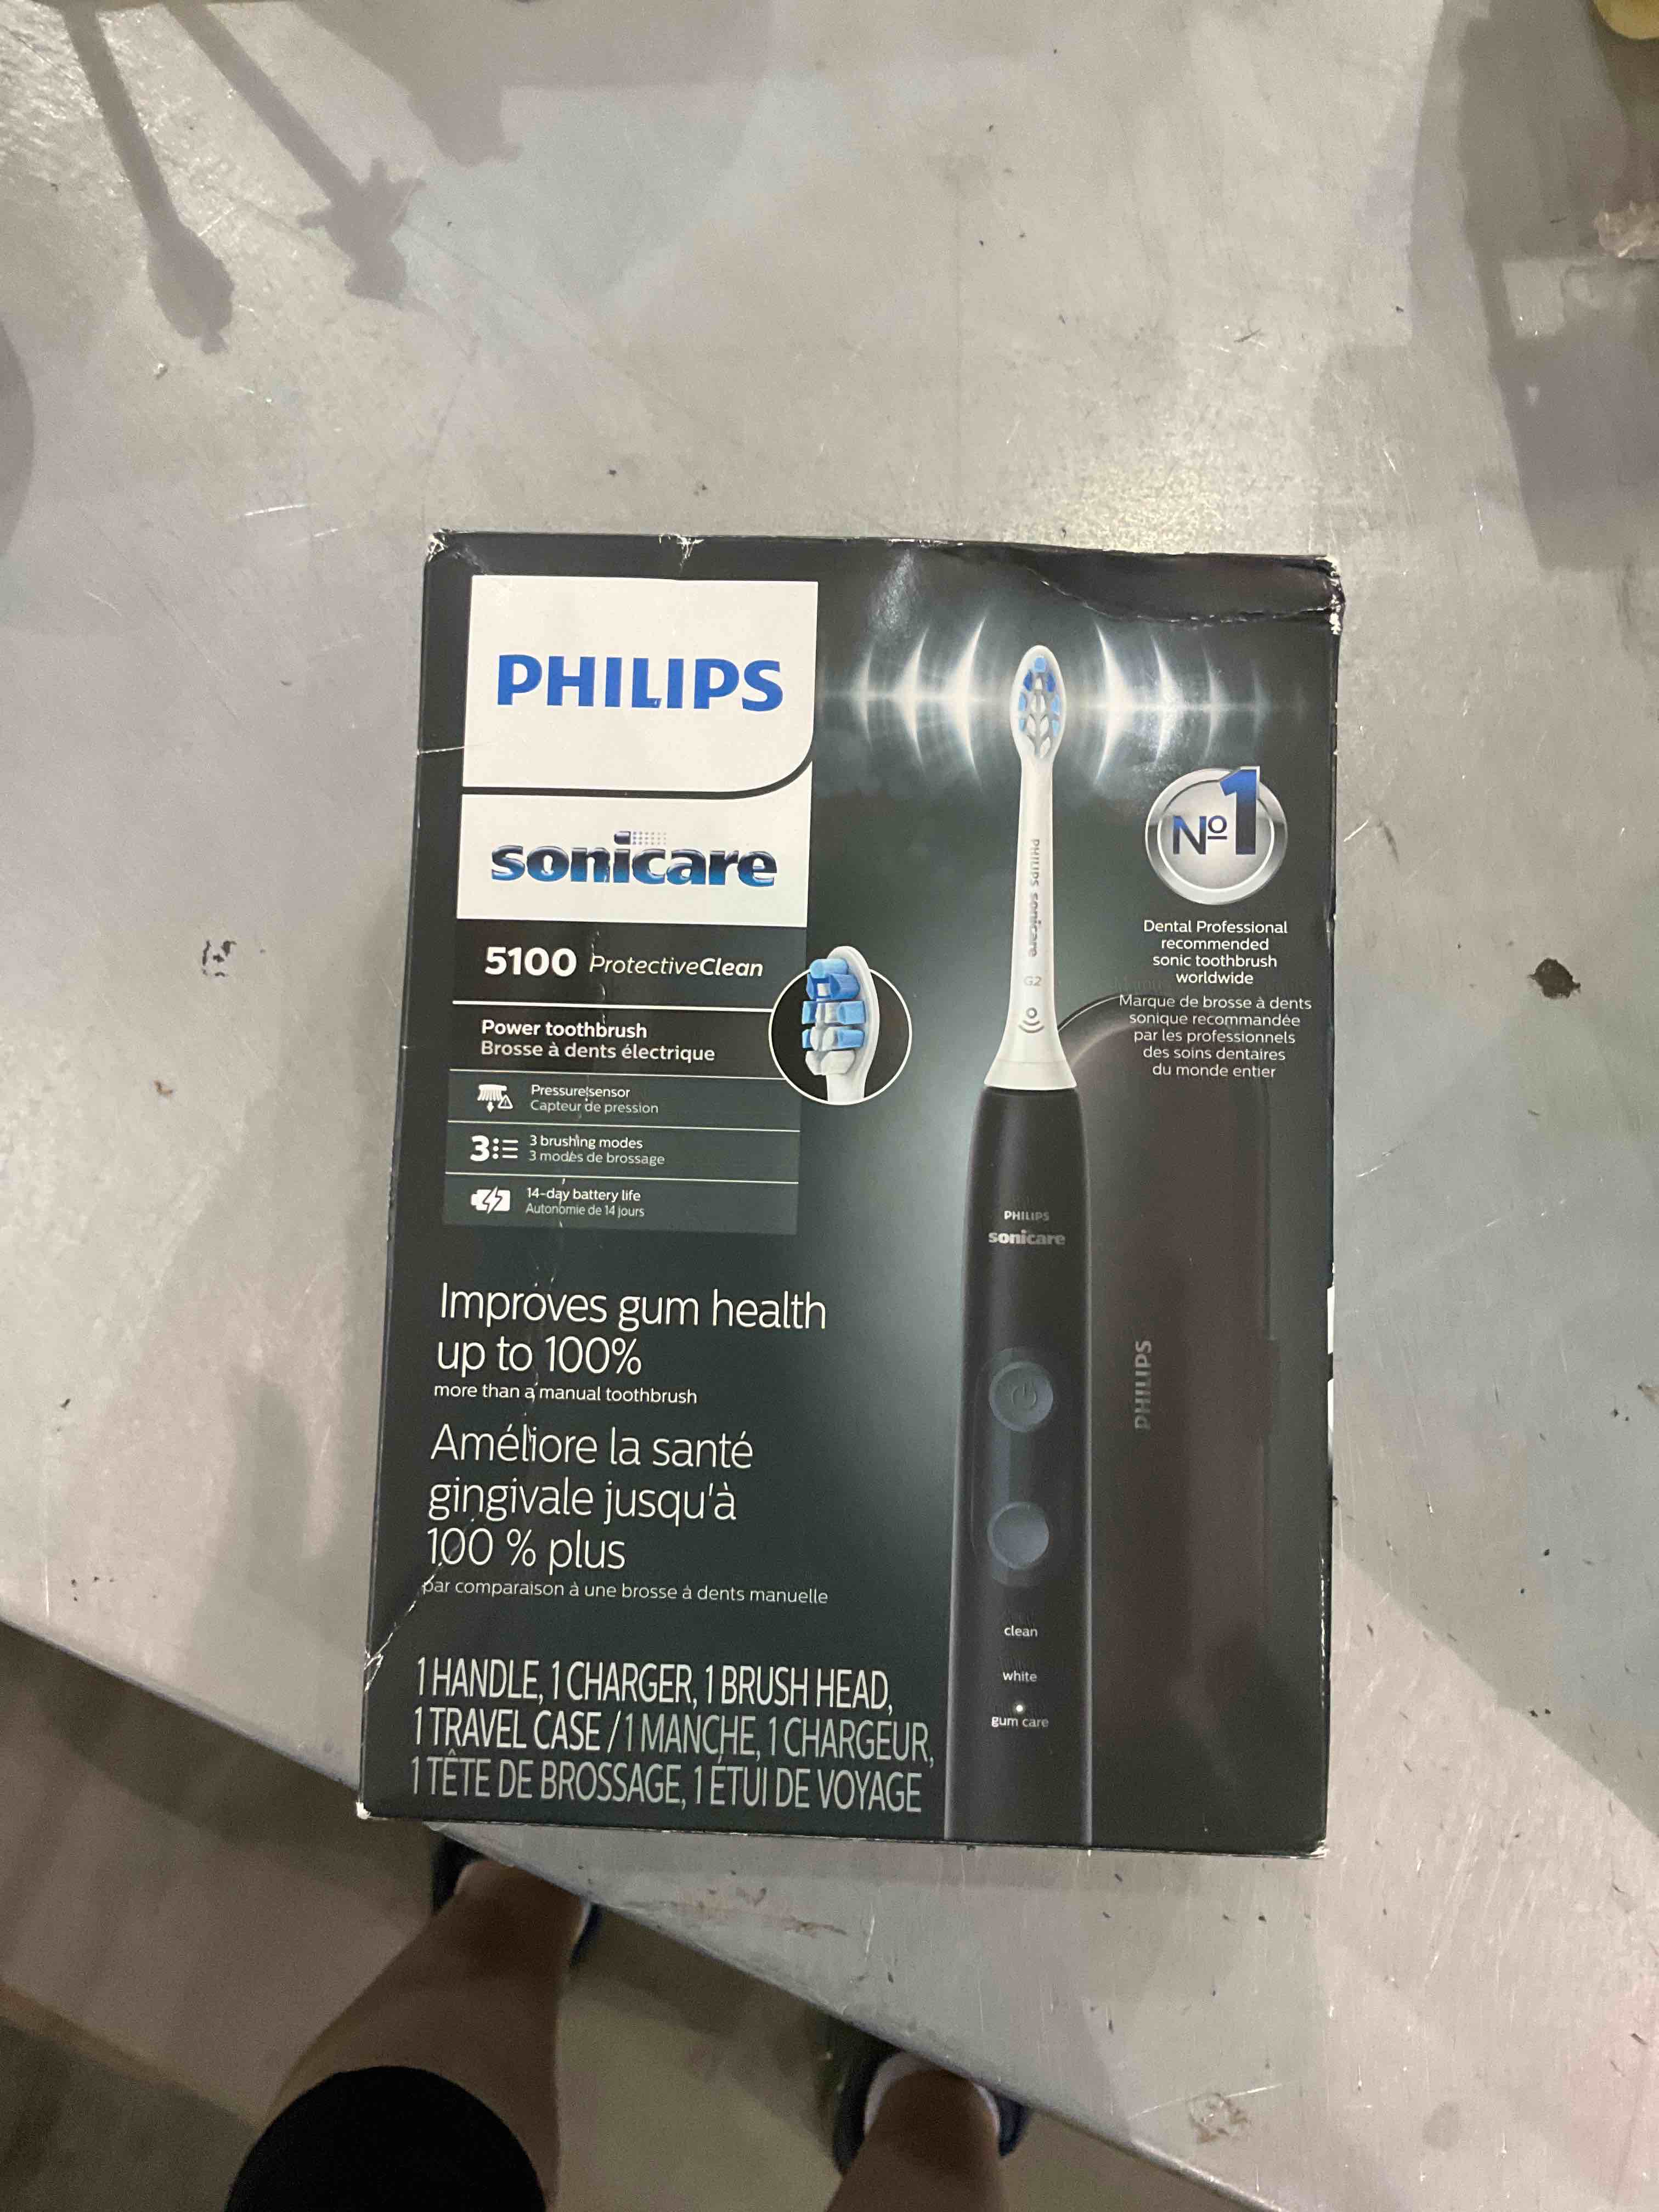 PHILIPS
sonicare
5100 ProtectiveClean
Power toothbrush
Brosse à dents électrique
Pressure sensor
Capteur de pression
3
3 brushing modes
3 modes de brossage
14-day battery life
Autonomie de 14 jours
Improves gum health
up to 100%
more than a manual toothbrush
Améliore la santé
gingivale jusqu'à
100 % plus
par comparaison à une brosse à dents manuelle
1 HANDLE, 1 CHARGER, 1 BRUSH HEAD,
1 TRAVEL CASE / 1 MANCHE, 1 CHARGEUR,
1 TÊTE DE BROSSAGE, 1 ÉTUI DE VOYAGE
Nº1
Dental Professional
recommended
sonic toothbrush
worldwide
Marque de brosse à dents
sonique recommandée
par les professionnels
des soins dentaires
du monde entier
PHILIPS sonicare
G2
PHILIPS
sonicare
clean
white
gum care
PHILIPS